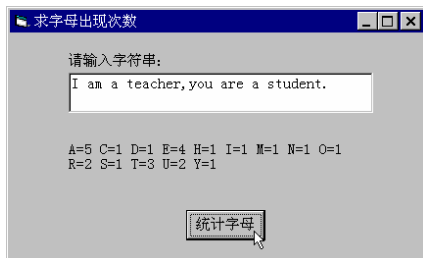 求字母出现次数
请输入字符串:
I am a teacher,you are a student.
A=5 C=1 D=1 E=4 H=1 I=1 M=1 N=1 O=1
R=2 S=1 T=3 U=2 Y=1
统计字母